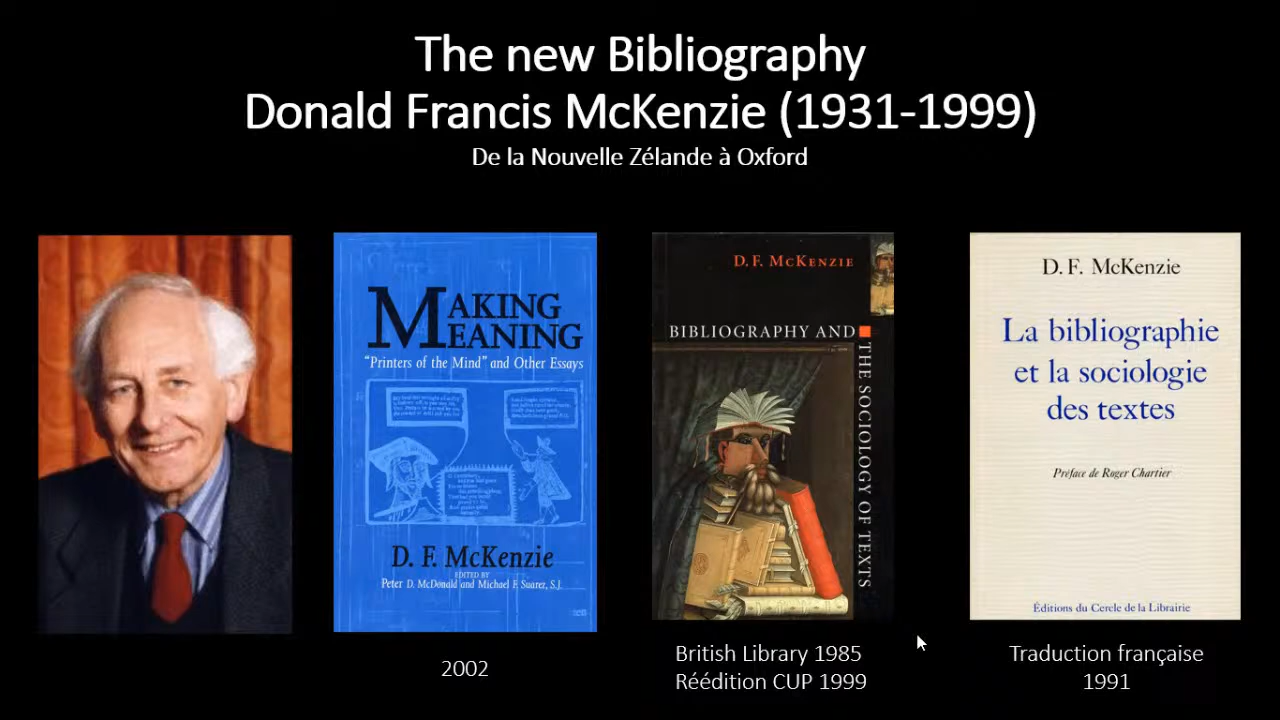 The new Bibliography
Donald Francis McKenzie (1931-1999)
De la Nouvelle Zélande à Oxford
MAKING
MEANING
"Printers of the Mind" and Other Essays
D. F. McKenzie
EDITED BY
Peter D. McDonald and Michael F. Suarez, S.J.
2002
D. F. MCKENZIE
BIBLIOGRAPHY AND
THE SOCIOLOGY OF TEXTS
British Library 1985
Réédition CUP 1999
D. F. McKenzie
La bibliographie
et la sociologie
des textes
Préface de Roger Chartier
Éditions du Cercle de la Librairie
Traduction française
1991